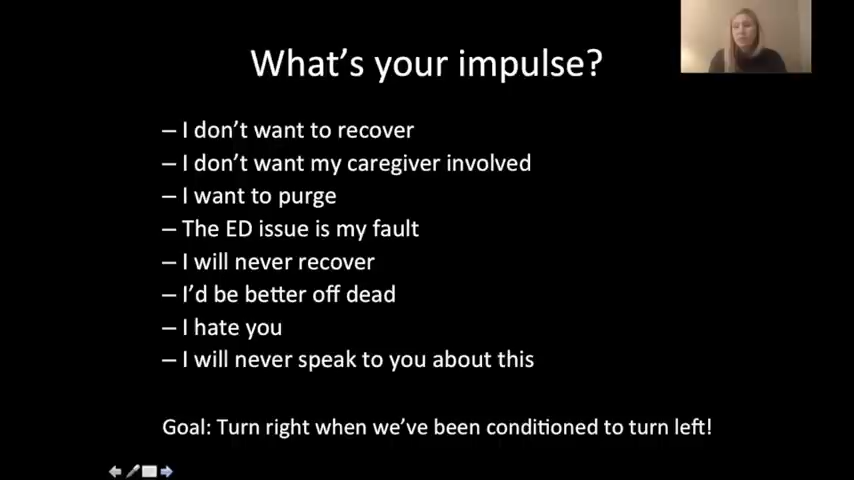 What's your impulse?
– I don't want to recover
– I don't want my caregiver involved
– I want to purge
– The ED issue is my fault
– I will never recover
– I'd be better off dead
– I hate you
– I will never speak to you about this
Goal: Turn right when we've been conditioned to turn left!